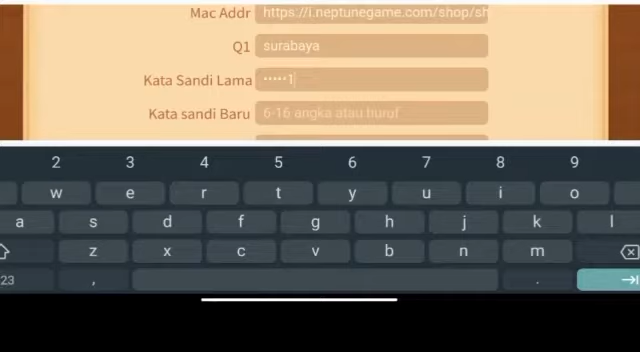 Mac Addr https://i.neptunegame.com/shop/sh
Q1 surabaya
Kata Sandi Lama •••••1
Kata sandi Baru 6-16 angka atau huruf
2 3 4 5 6 7 8 9
w e r t y u i o
a s d f g h j k l
z x c v b n m
23 , .